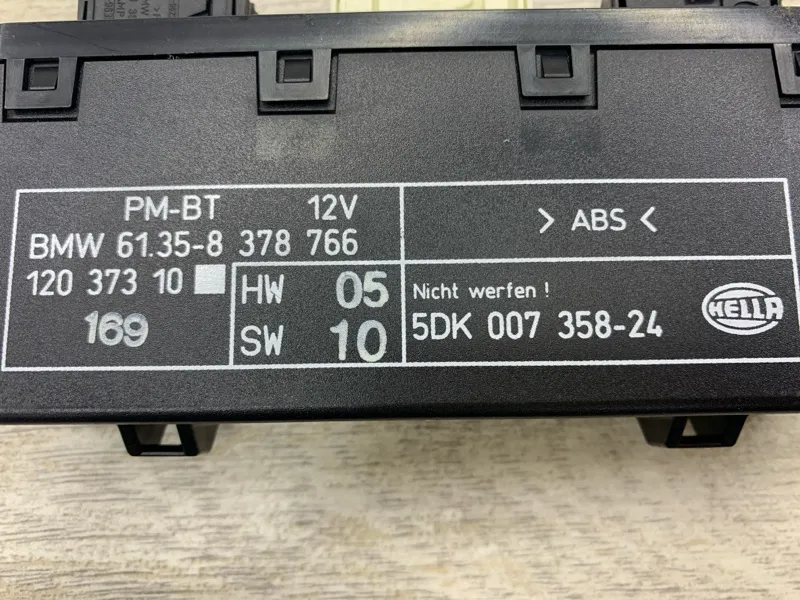 PM-BT 12V
BMW 61.35-8 378 766
120 373 10
169
HW 05
SW 10
> ABS <
Nicht werfen !
5DK 007 358-24
HELLA